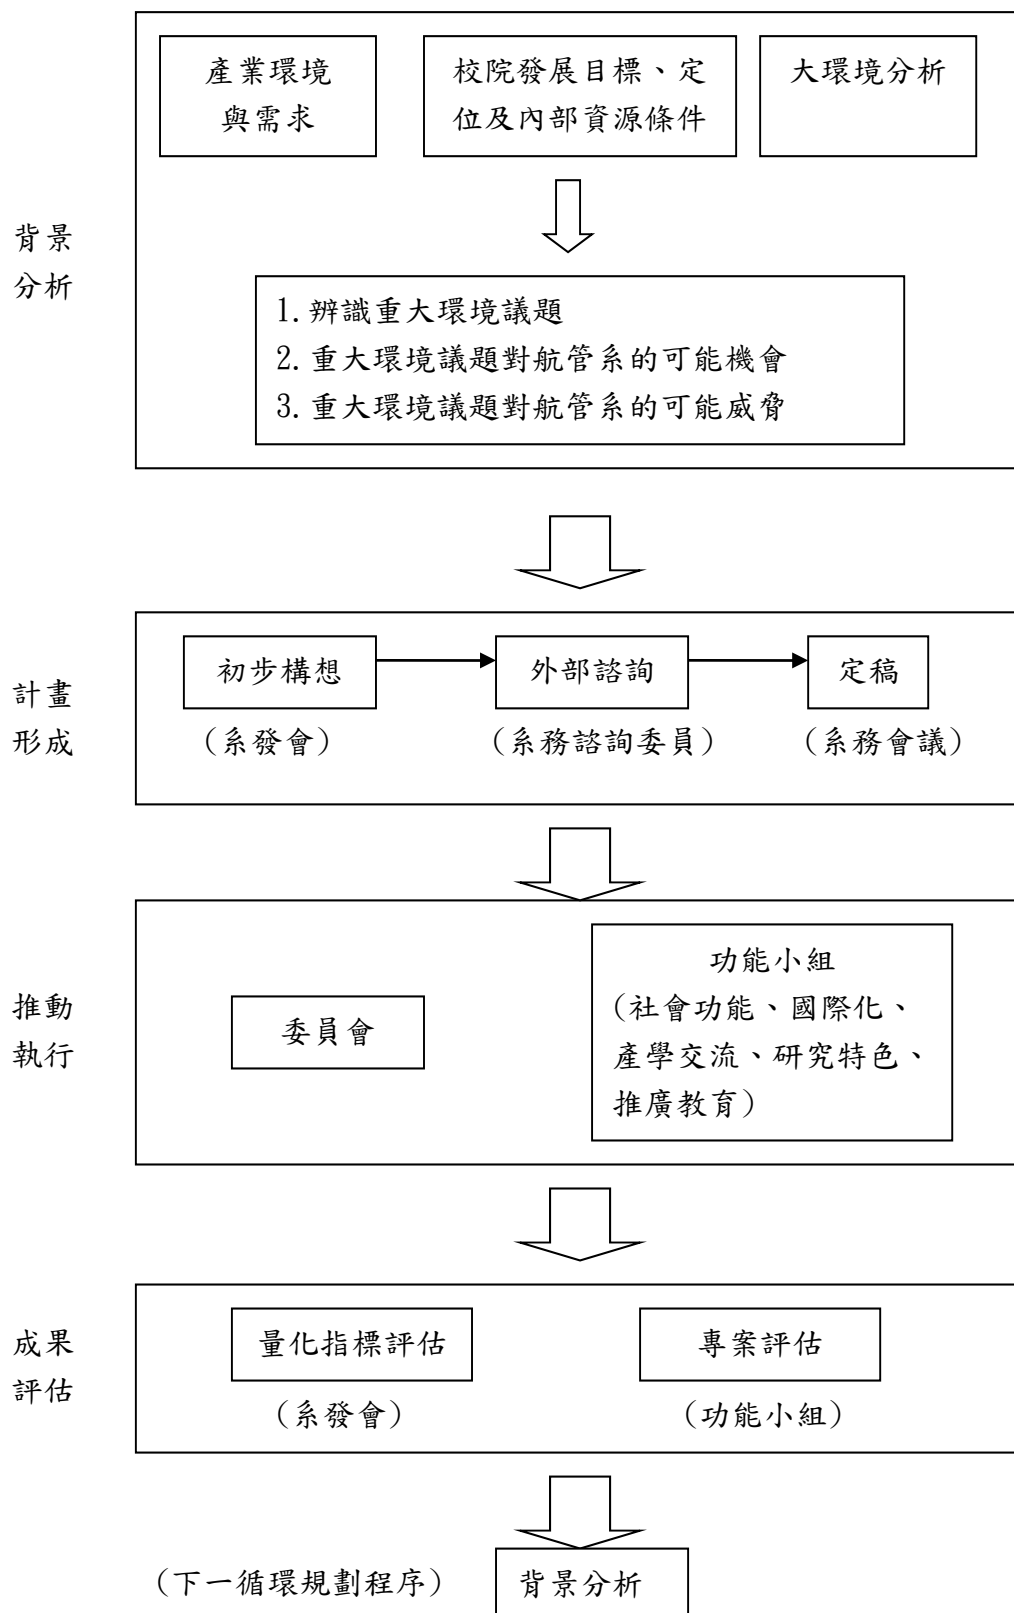 產業環境
與需求
校院發展目標、定
位及內部資源條件
大環境分析
背景
分析
1.辨識重大環境議題
2.重大環境議題對航管系的可能機會
3.重大環境議題對航管系的可能威脅
計畫
形成
初步構想
外部諮詢
定稿
(系發會)
(系務諮詢委員)
(系務會議)
推動
執行
委員會
功能小組
(社會功能、國際化、
產學交流、研究特色、
推廣教育)
成果
評估
量化指標評估
專案評估
(系發會)
(功能小組)
(下一循環規劃程序)
背景分析